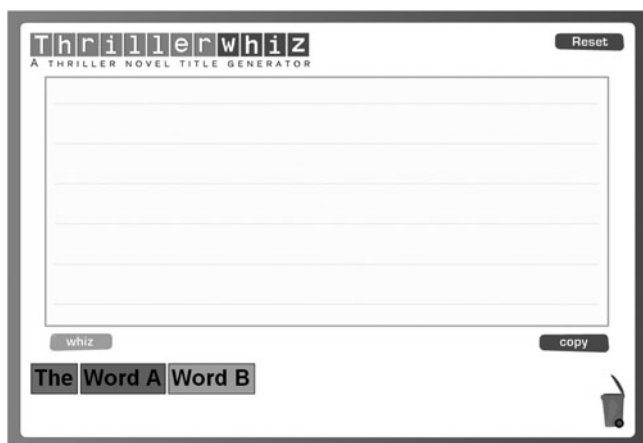 Thrillerwhiz
Reset
A THRILLER NOVEL TITLE GENERATOR
whiz
copy
The Word A Word B